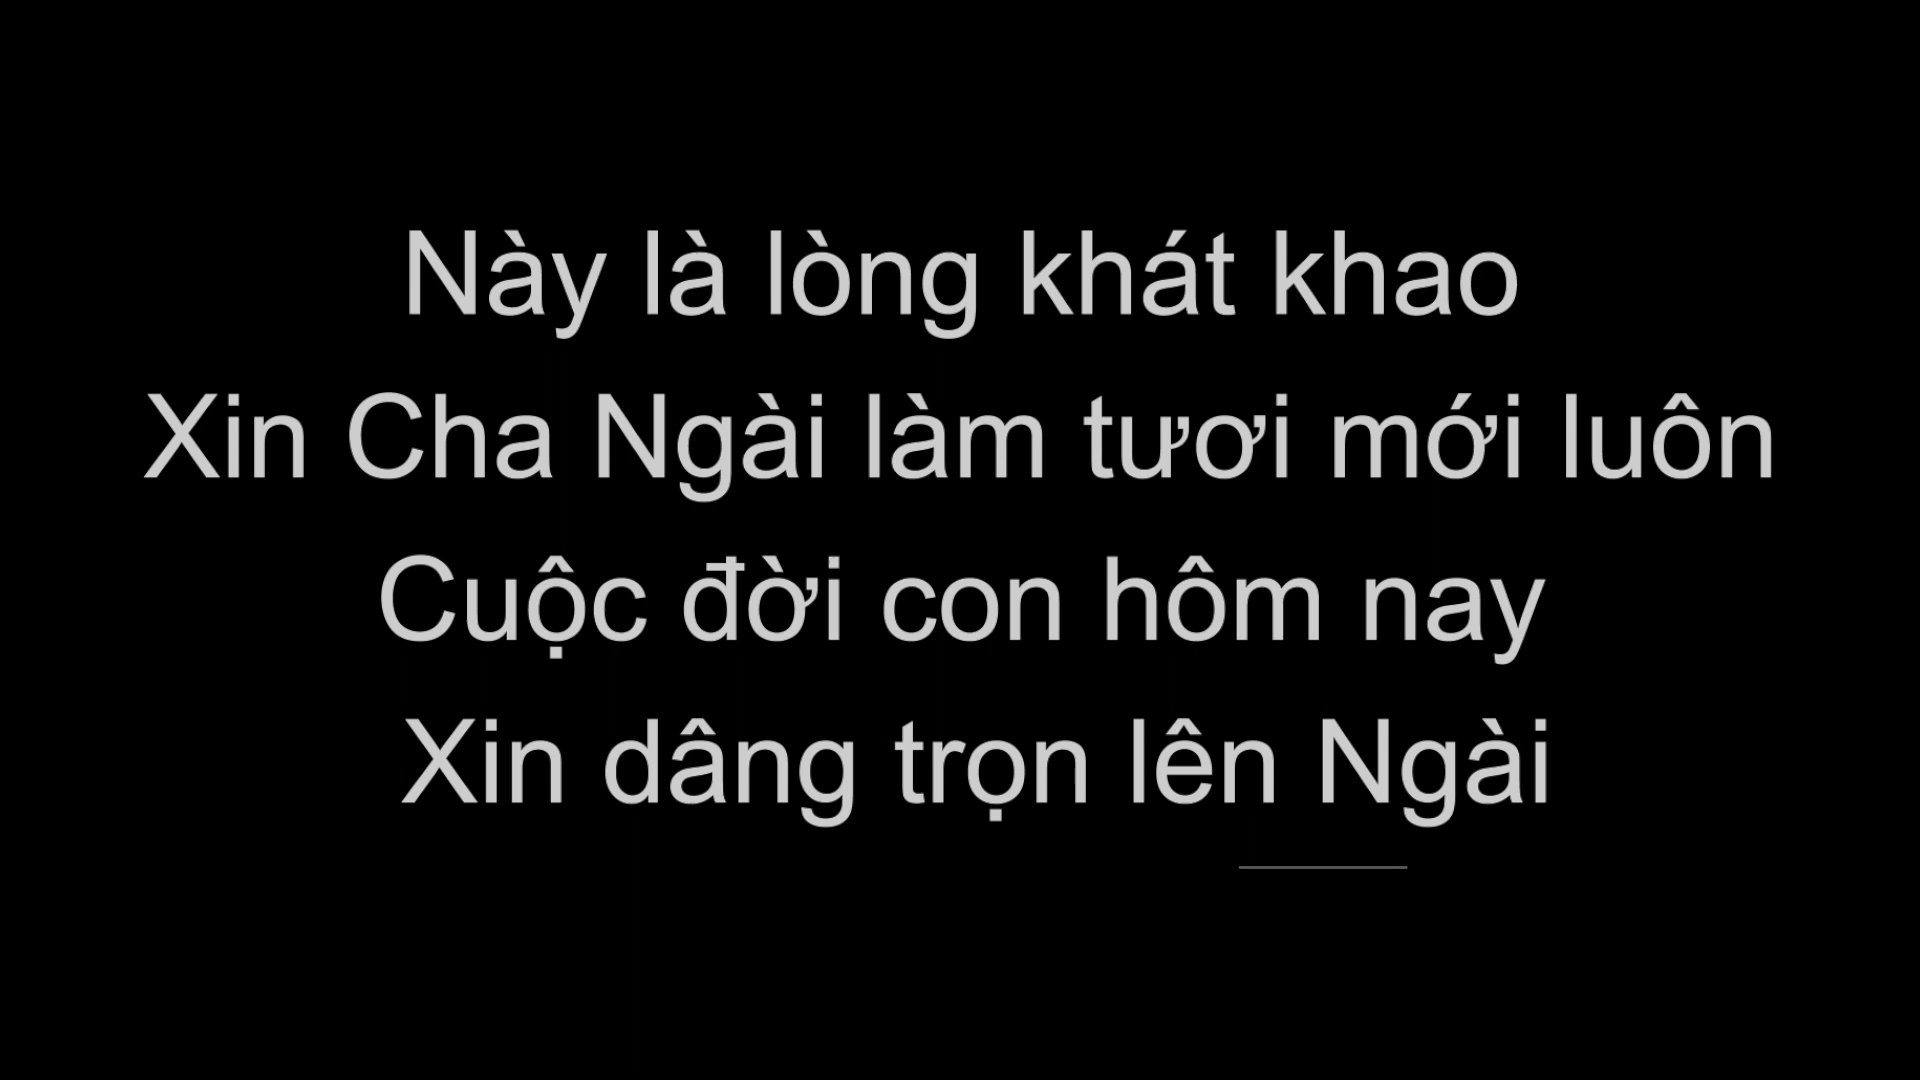 Này là lòng khát khao
Xin Cha Ngài làm tươi mới luôn
Cuộc đời con hôm nay
Xin dâng trọn lên Ngài